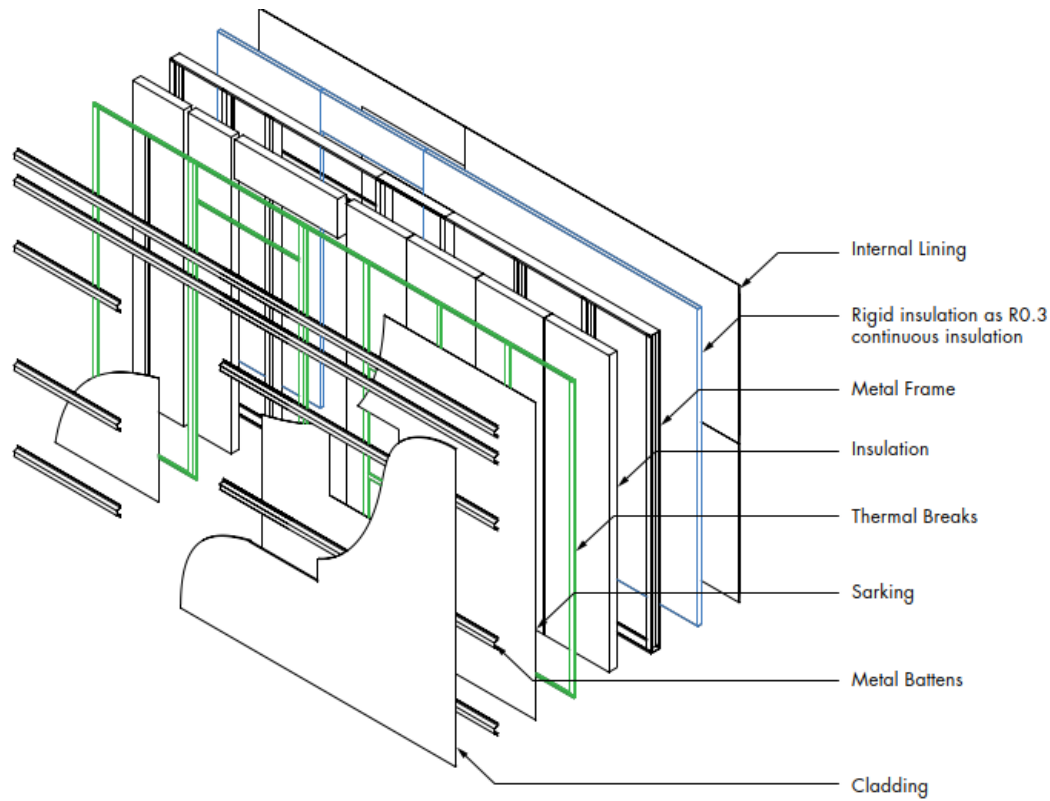 Internal Lining
Rigid insulation as R0.3
continuous insulation
Metal Frame
Insulation
Thermal Breaks
Sarking
Metal Battens
Cladding